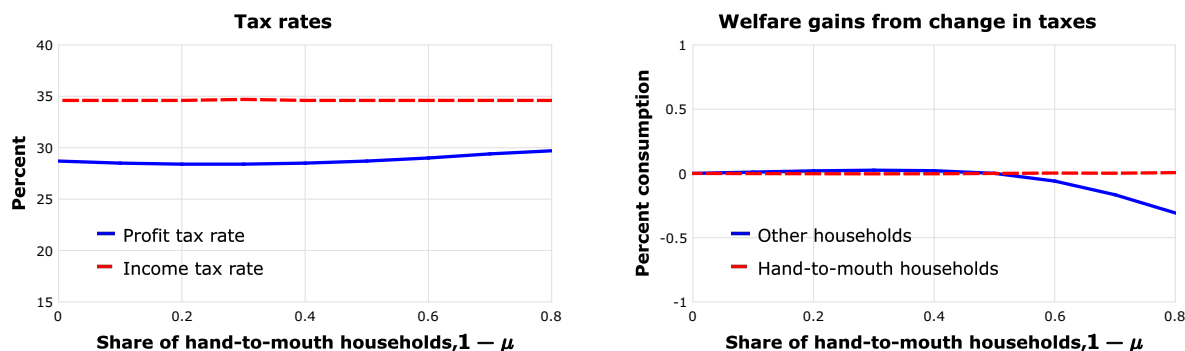 Tax rates
40
35
30
25
20
15
Percent
Profit tax rate
Income tax rate
0
0.2
0.4
0.6
0.8
Share of hand-to-mouth households,1 − μ
Welfare gains from change in taxes
1
0.5
0
-0.5
-1
Percent consumption
Other households
Hand-to-mouth households
0
0.2
0.4
0.6
0.8
Share of hand-to-mouth households,1 − μ